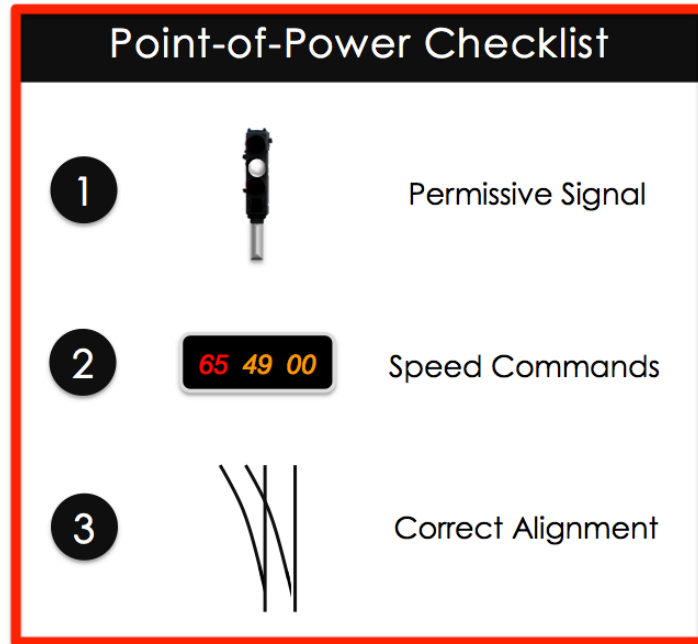 Point-of-Power Checklist
1 Permissive Signal
2 65 49 00 Speed Commands
3 Correct Alignment